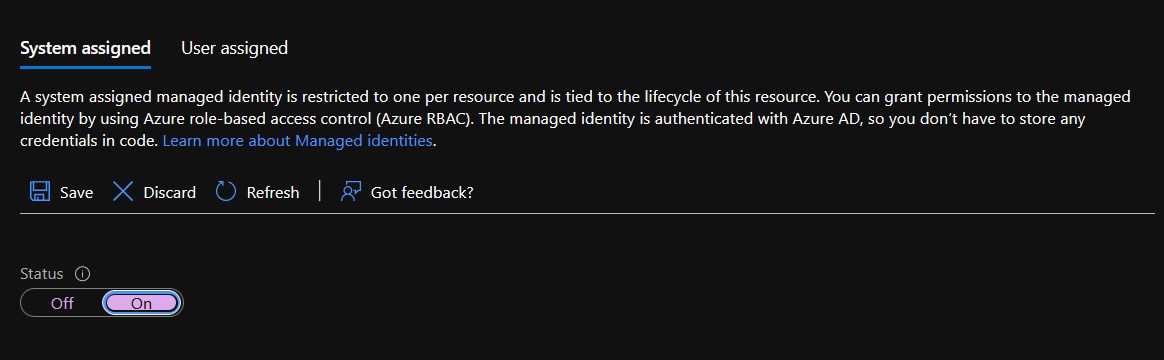 System assigned User assigned
A system assigned managed identity is restricted to one per resource and is tied to the lifecycle of this resource. You can grant permissions to the managed
identity by using Azure role-based access control (Azure RBAC). The managed identity is authenticated with Azure AD, so you don’t have to store any
credentials in code. Learn more about Managed identities.
Save Discard Refresh Got feedback?
Status
Off On